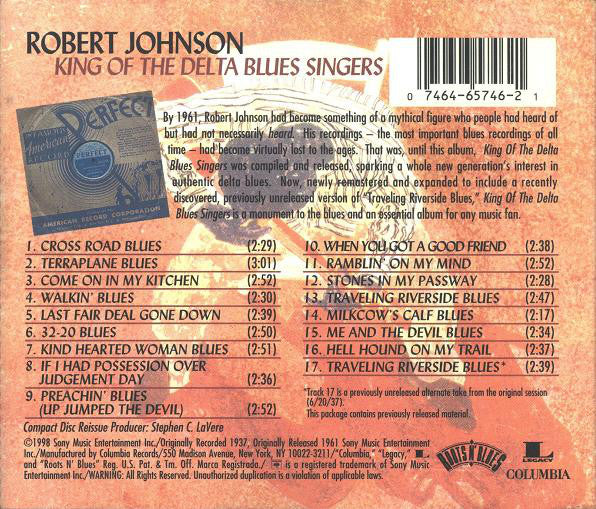 ROBERT JOHNSON
KING OF THE DELTA BLUES SINGERS
0 7464-65746-2 1
PERFECT
American
RECORD
PERFECT
AMERICAN RECORD CORPORATION
By 1961, Robert Johnson had become something of a mythical figure who people had heard of
but had not necessarily heard. His recordings – the most important blues recordings of all
time – had become virtually lost to the ages. That was, until this album, King Of The Delta
Blues Singers was compiled and released, sparking a whole new generation's interest in
authentic delta blues. Now, newly remastered and expanded to include a recently
discovered, previously unreleased version of "Traveling Riverside Blues," King Of The Delta
Blues Singers is a monument to the blues and an essential album for any music fan.
1. CROSS ROAD BLUES (2:29)
2. TERRAPLANE BLUES (3:01)
3. COME ON IN MY KITCHEN (2:52)
4. WALKIN' BLUES (2:30)
5. LAST FAIR DEAL GONE DOWN (2:39)
6. 32-20 BLUES (2:50)
7. KIND HEARTED WOMAN BLUES (2:51)
8. IF I HAD POSSESSION OVER
JUDGEMENT DAY (2:36)
9. PREACHIN' BLUES
(UP JUMPED THE DEVIL) (2:52)
10. WHEN YOU GOT A GOOD FRIEND (2:38)
11. RAMBLIN' ON MY MIND (2:52)
12. STONES IN MY PASSWAY (2:28)
13. TRAVELING RIVERSIDE BLUES (2:47)
14. MILKCOW'S CALF BLUES (2:17)
15. ME AND THE DEVIL BLUES (2:34)
16. HELL HOUND ON MY TRAIL (2:37)
17. TRAVELING RIVERSIDE BLUES* (2:39)
*Track 17 is a previously unreleased alternate take from the original session
(6/20/37).
This package contains previously released material.
Compact Disc Reissue Producer: Stephen C. LaVere
©1998 Sony Music Entertainment Inc./Originally Recorded 1937, Originally Released 1961 Sony Music Entertainment
Inc./Manufactured by Columbia Records/550 Madison Avenue, New York, NY 10022-3211/"Columbia," "Legacy," L
and "Roots N' Blues" Reg. U.S. Pat. & Tm. Off. Marca Registrada./ is a registered trademark of Sony Music
Entertainment Inc./WARNING: All Rights Reserved. Unauthorized duplication is a violation of applicable laws.
ROOTS N' BLUES
L
LEGACY
COLUMBIA